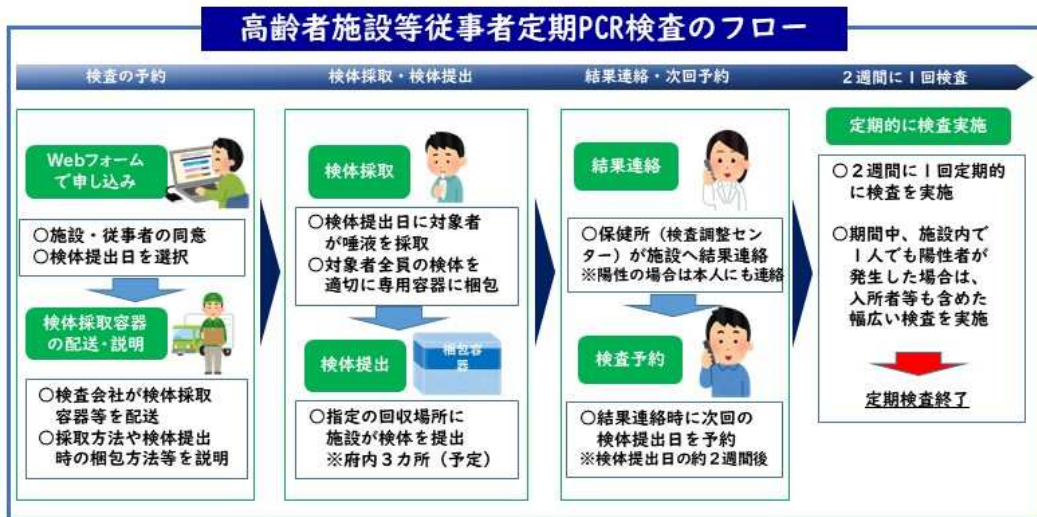 高齢者施設等従事者定期PCR検査のフロー
検査の予約
検体採取・検体提出
結果連絡・次回予約
2週間に1回検査
Webフォーム
で申し込み
○施設・従事者の同意
○検体提出日を選択
検体採取容器
の配送・説明
○検査会社が検体採取
容器等を配送
○採取方法や検体提出
時の梱包方法等を説明
検体採取
○検体提出日に対象者
が唾液を採取
○対象者全員の検体を
適切に専用容器に梱包
検体提出
梱包容
器
○指定の回収場所に
施設が検体を提出
※府内3カ所（予定）
結果連絡
○保健所（検査調整セン
ター）が施設へ結果連絡
※陽性の場合は本人にも連絡
検査予約
○結果連絡時に次回の
検体提出日を予約
※検体提出日の約2週間後
定期的に検査実施
○2週間に1回定期的
に検査を実施
○期間中、施設内で
1人でも陽性者が
発生した場合は、
入所者等も含めた
幅広い検査を実施
定期検査終了